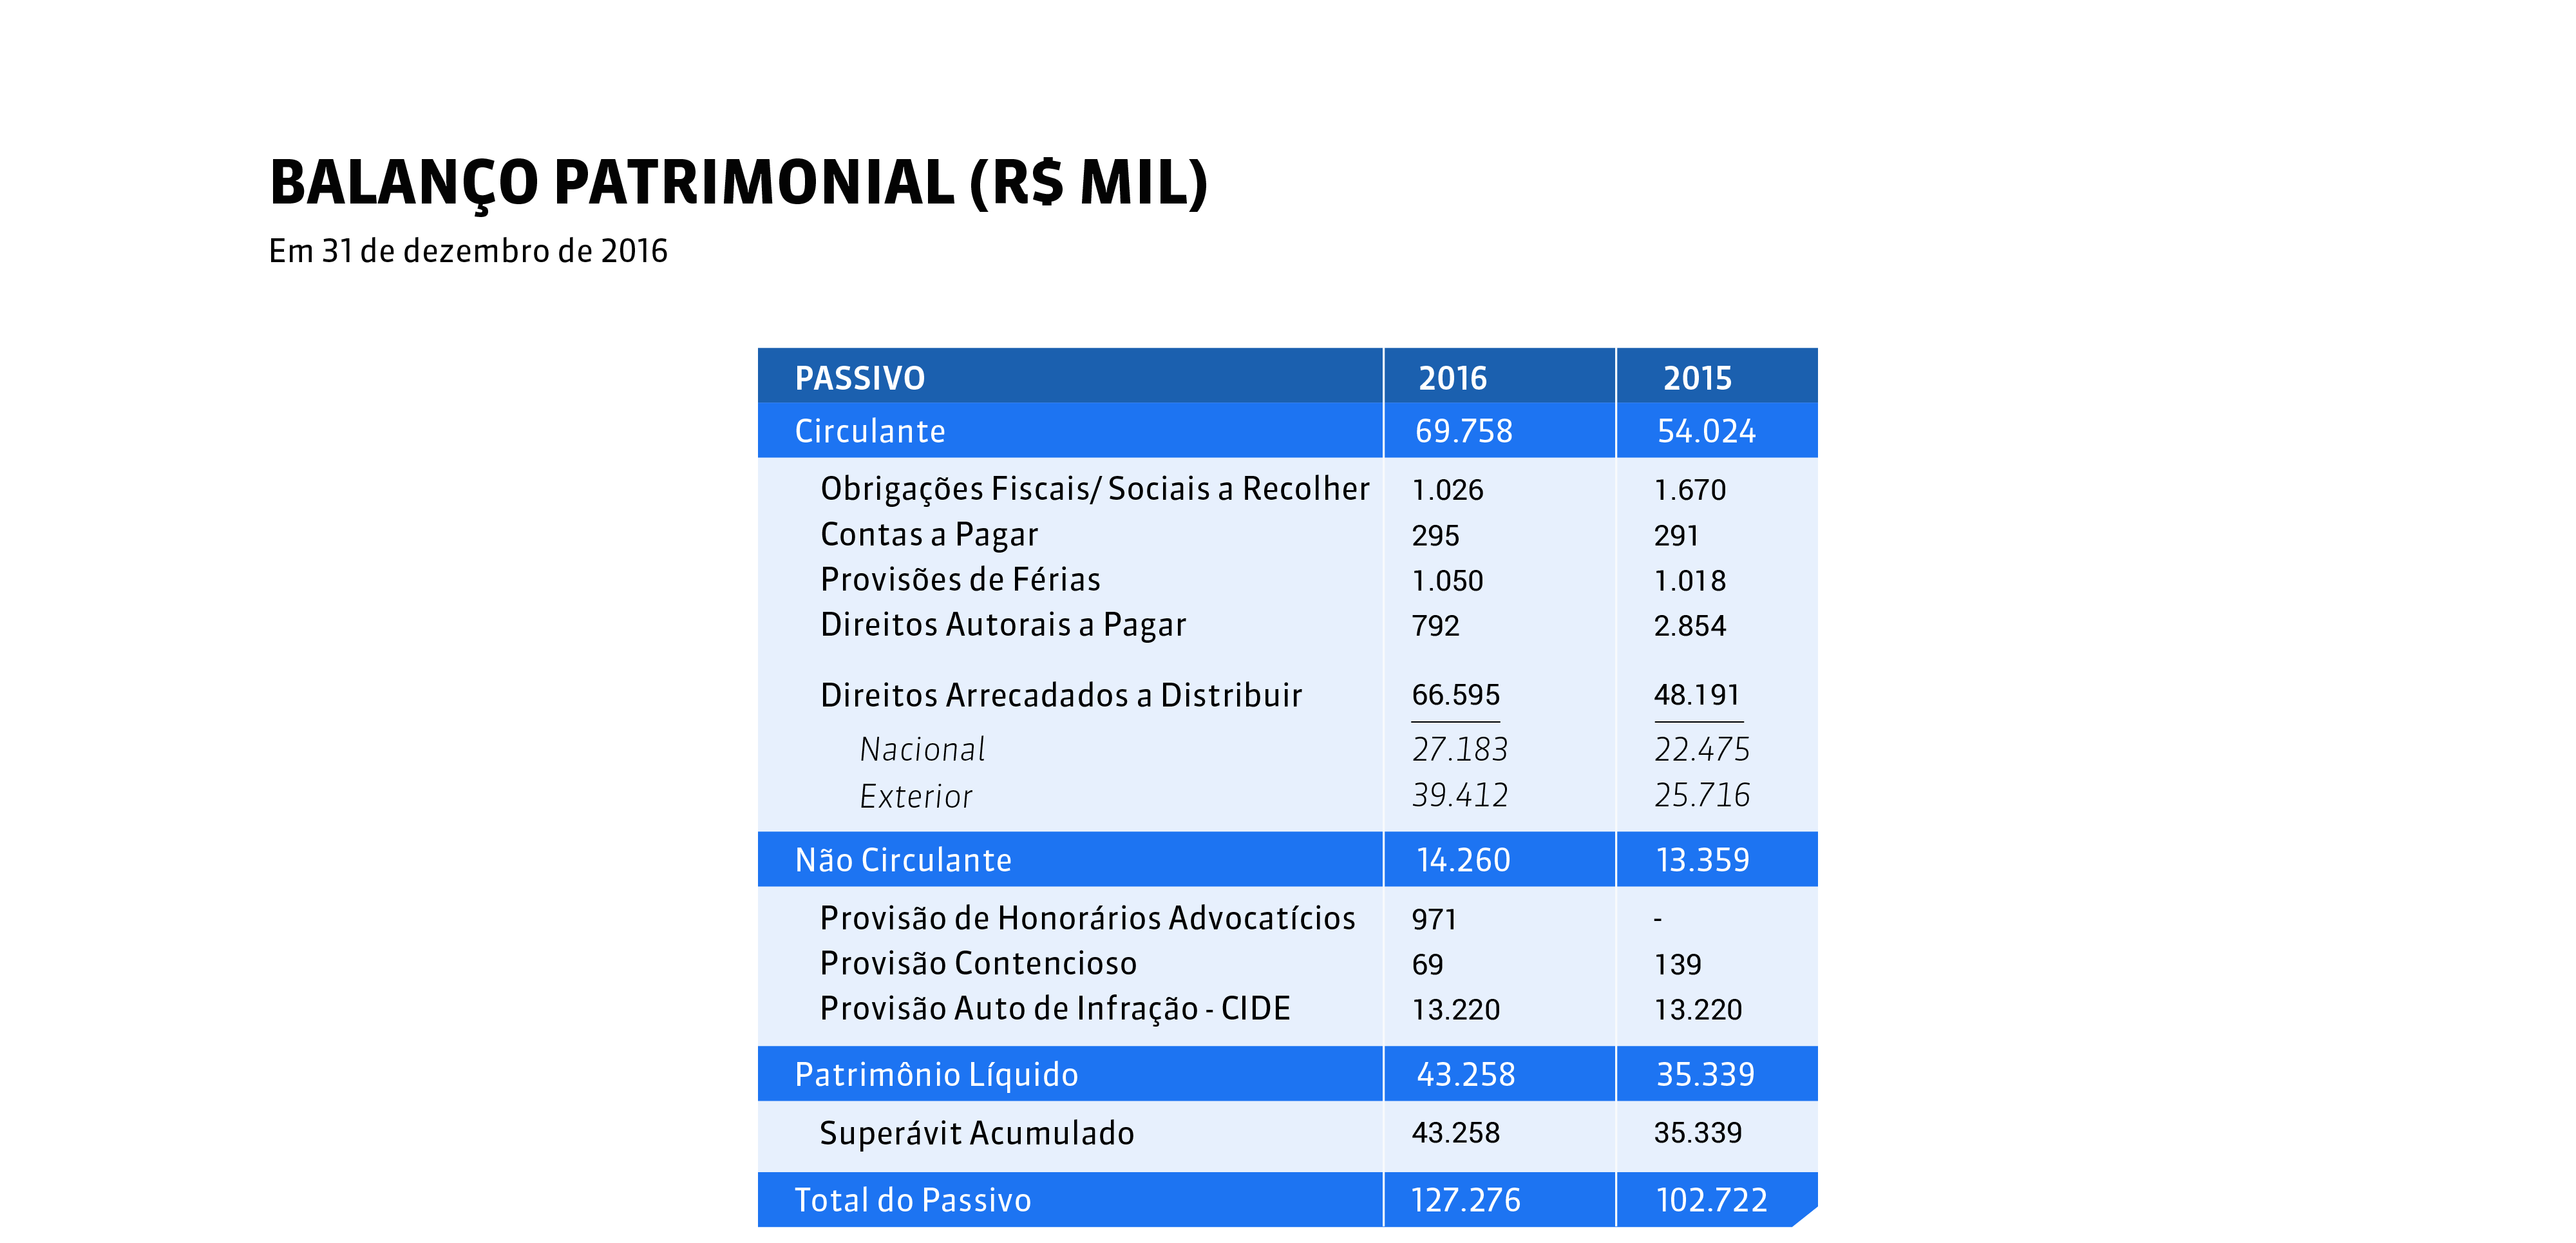 BALANÇO PATRIMONIAL (R$ MIL)
Em 31 de dezembro de 2016
PASSIVO 2016 2015
Circulante 69.758 54.024
Obrigações Fiscais/ Sociais a Recolher 1.026 1.670
Contas a Pagar 295 291
Provisões de Férias 1.050 1.018
Direitos Autorais a Pagar 792 2.854
Direitos Arrecadados a Distribuir 66.595 48.191
Nacional 27.183 22.475
Exterior 39.412 25.716
Não Circulante 14.260 13.359
Provisão de Honorários Advocatícios 971 -
Provisão Contencioso 69 139
Provisão Auto de Infração - CIDE 13.220 13.220
Patrimônio Líquido 43.258 35.339
Superávit Acumulado 43.258 35.339
Total do Passivo 127.276 102.722